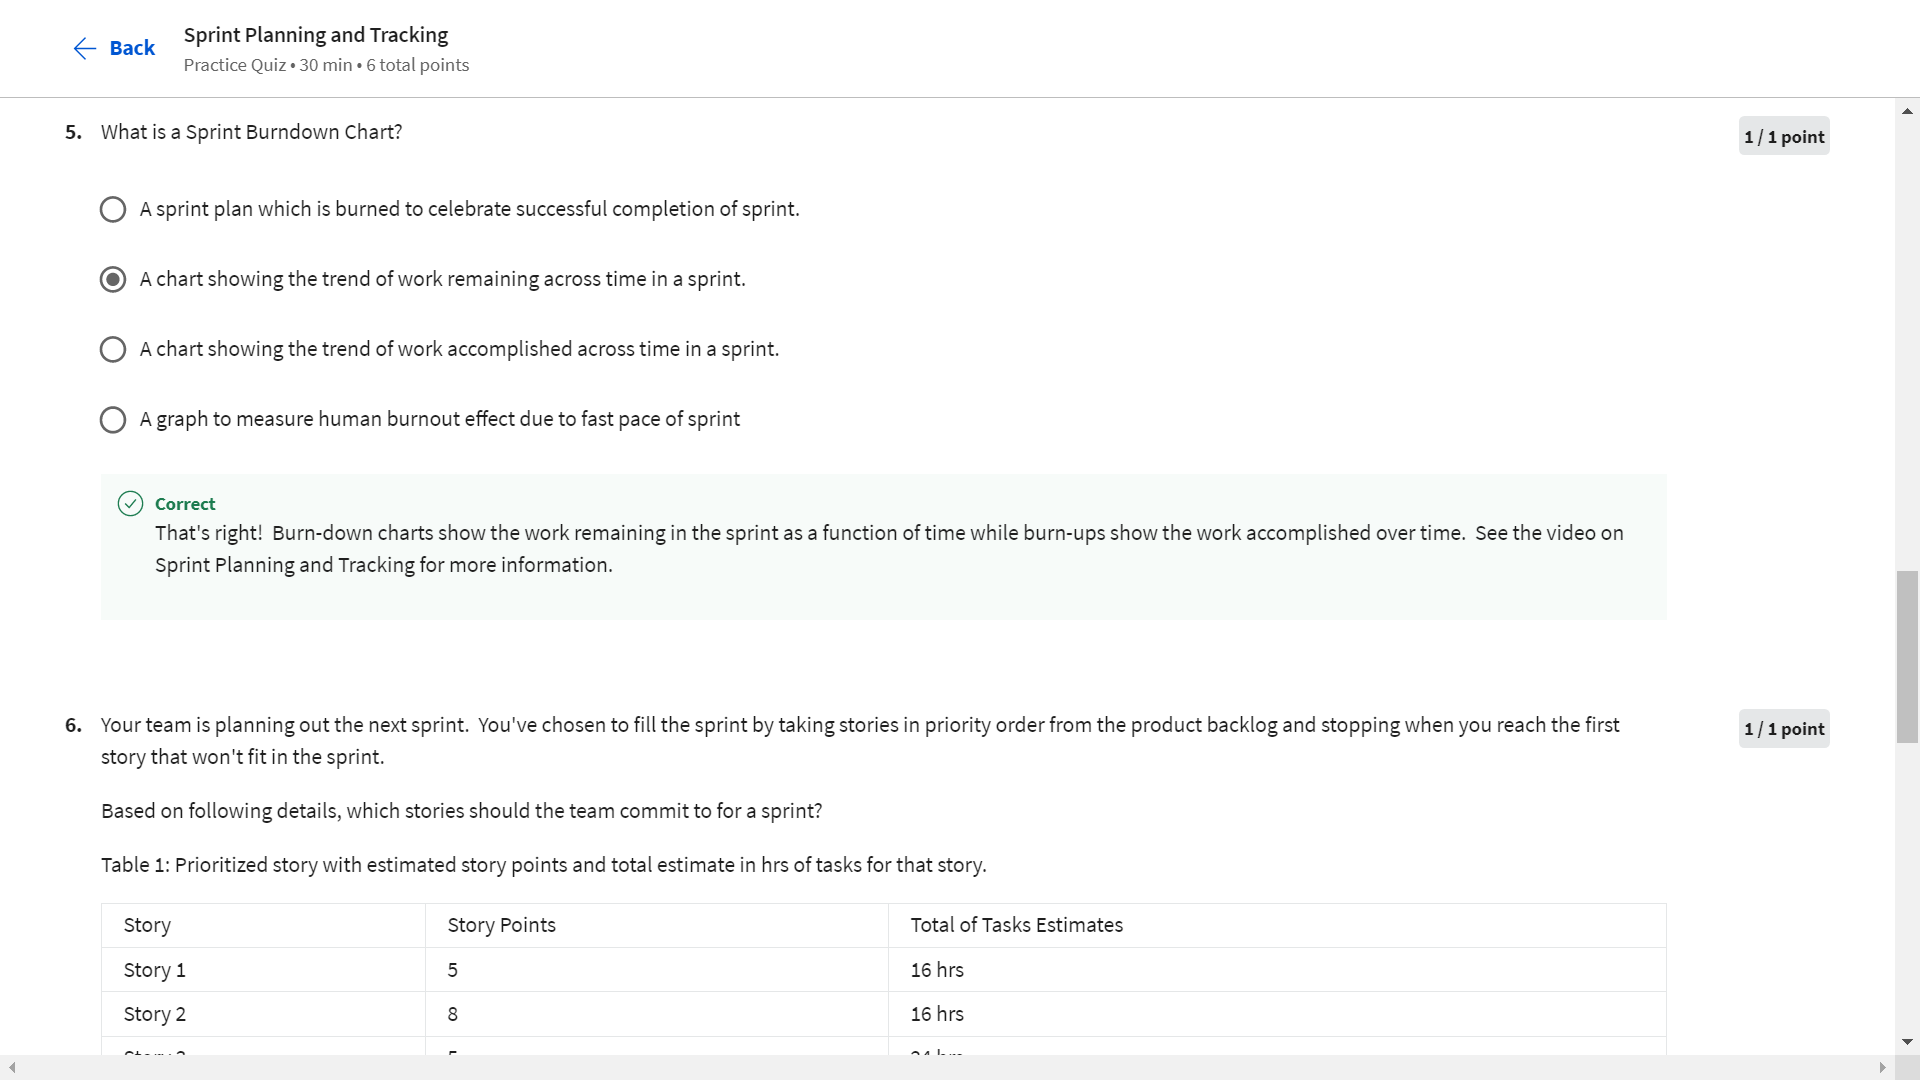 Back
Sprint Planning and Tracking
Practice Quiz • 30 min • 6 total points
5. What is a Sprint Burndown Chart?
1 / 1 point
A sprint plan which is burned to celebrate successful completion of sprint.
A chart showing the trend of work remaining across time in a sprint.
A chart showing the trend of work accomplished across time in a sprint.
A graph to measure human burnout effect due to fast pace of sprint
Correct
That's right!  Burn-down charts show the work remaining in the sprint as a function of time while burn-ups show the work accomplished over time.  See the video on
Sprint Planning and Tracking for more information.
6. Your team is planning out the next sprint.  You've chosen to fill the sprint by taking stories in priority order from the product backlog and stopping when you reach the first
1 / 1 point
story that won't fit in the sprint.
Based on following details, which stories should the team commit to for a sprint?
Table 1: Prioritized story with estimated story points and total estimate in hrs of tasks for that story.
Story Story Points Total of Tasks Estimates
Story 1 5 16 hrs
Story 2 8 16 hrs